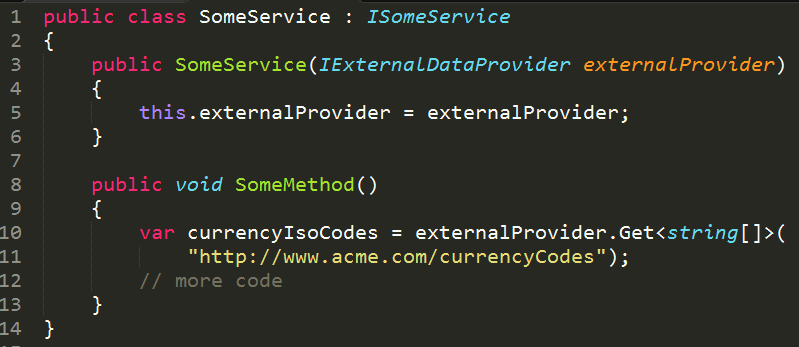 1 public class SomeService : ISomeService
2 {
3     public SomeService(IExternalDataProvider externalProvider)
4     {
5         this.externalProvider = externalProvider;
6     }
7
8     public void SomeMethod()
9     {
10         var currencyIsoCodes = externalProvider.Get<string[]>(
11             "http://www.acme.com/currencyCodes");
12         // more code
13     }
14 }